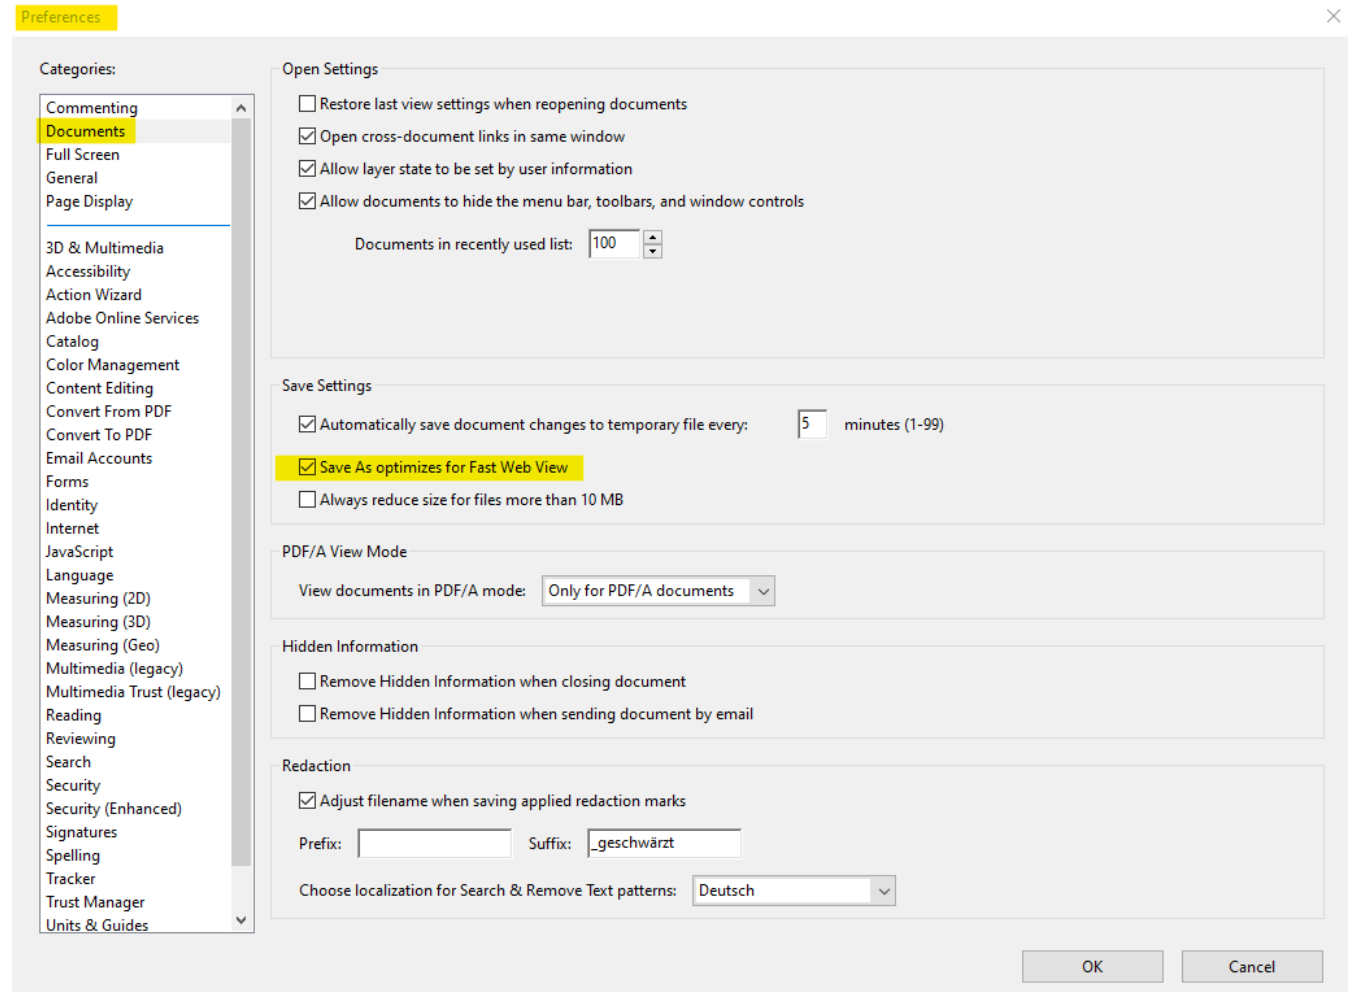 Preferences
Categories:
Commenting
Documents
Full Screen
General
Page Display
3D & Multimedia
Accessibility
Action Wizard
Adobe Online Services
Catalog
Color Management
Content Editing
Convert From PDF
Convert To PDF
Email Accounts
Forms
Identity
Internet
JavaScript
Language
Measuring (2D)
Measuring (3D)
Measuring (Geo)
Multimedia (legacy)
Multimedia Trust (legacy)
Reading
Reviewing
Search
Security
Security (Enhanced)
Signatures
Spelling
Tracker
Trust Manager
Units & Guides
Open Settings
Restore last view settings when reopening documents
Open cross-document links in same window
Allow layer state to be set by user information
Allow documents to hide the menu bar, toolbars, and window controls
Documents in recently used list: 100
Save Settings
Automatically save document changes to temporary file every: 5 minutes (1-99)
Save As optimizes for Fast Web View
Always reduce size for files more than 10 MB
PDF/A View Mode
View documents in PDF/A mode: Only for PDF/A documents
Hidden Information
Remove Hidden Information when closing document
Remove Hidden Information when sending document by email
Redaction
Adjust filename when saving applied redaction marks
Prefix: Suffix: _geschwärzt
Choose localization for Search & Remove Text patterns: Deutsch
OK Cancel